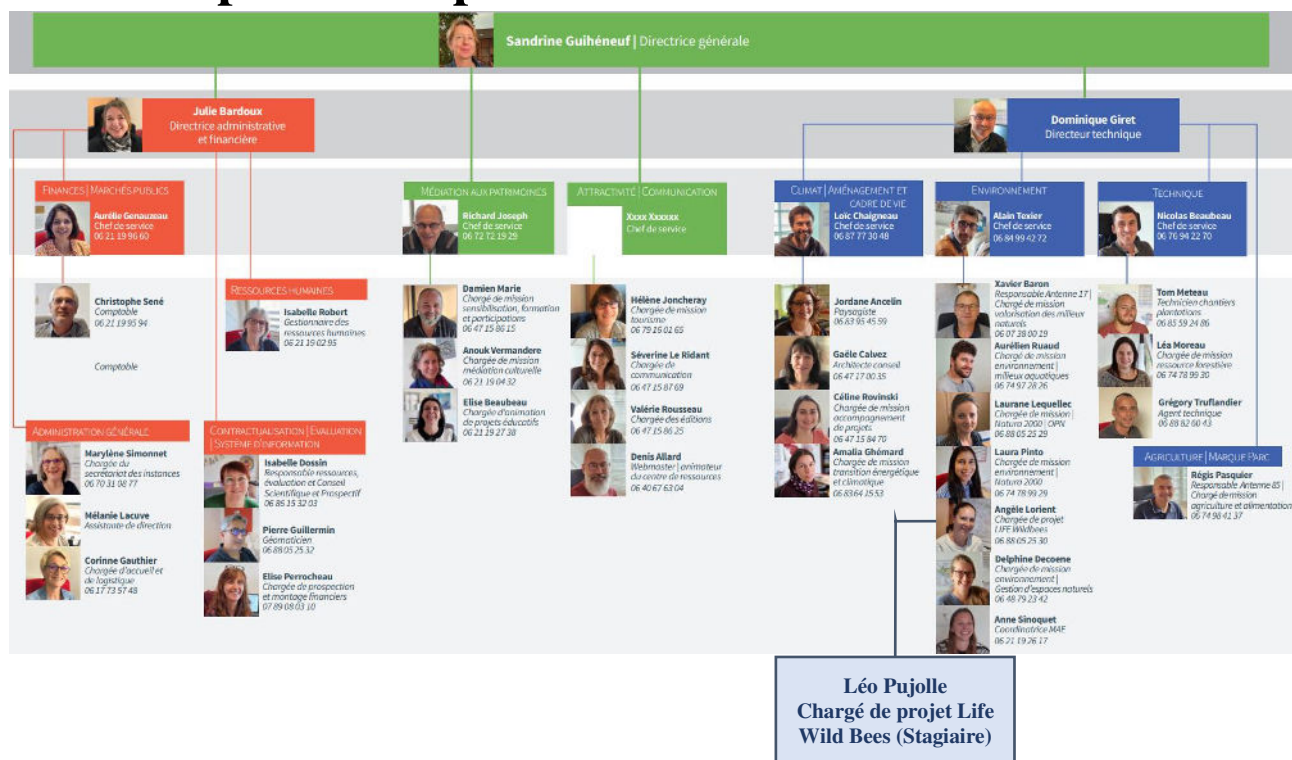 Sandrine Guihéneuf | Directrice générale
Julie Bardoux
Directrice administrative
et financière
Dominique Giret
Directeur technique
FINANCES | MARCHÉS PUBLICS
Aurélie Genauzeau
Chef de service
06 21 19 96 60
MÉDIATION AUX PATRIMOINES
Richard Joseph
Chef de service
06 72 72 19 29
ATTRACTIVITÉ | COMMUNICATION
Xxxx Xxxxxx
Chef de service
CLIMAT | AMÉNAGEMENT ET
CADRE DE VIE
Loïc Chaigneau
Chef de service
06 87 77 30 48
ENVIRONNEMENT
Alain Texier
Chef de service
06 84 99 42 72
TECHNIQUE
Nicolas Beaubeau
Chef de service
06 76 94 22 70
Christophe Sené
Comptable
06 21 19 95 94
Comptable
RESSOURCES HUMAINES
Isabelle Robert
Gestionnaire des
ressources humaines
06 21 19 02 95
ADMINISTRATION GÉNÉRALE
Marylène Simonnet
Chargée du
secrétariat des instances
06 70 31 08 77
Mélanie Lacuve
Assistante de direction
Corinne Gauthier
Chargée d'accueil et
de logistique
06 17 73 57 48
CONTRACTUALISATION | ÉVALUATION
| SYSTÈME D'INFORMATION
Isabelle Dossin
Responsable ressources,
évaluation et Conseil
Scientifique et Prospectif
06 86 15 32 03
Pierre Guillermin
Géomaticien
06 88 05 25 32
Elise Perrocheau
Chargée de prospection
et montage financiers
07 89 08 03 10
Damien Marie
Chargé de mission
sensibilisation, formation
et participations
06 47 15 86 15
Anouk Vermandere
Chargée de mission
médiation culturelle
06 21 19 04 32
Elise Beaubeau
Chargée d'animation
de projets éducatifs
06 21 19 27 38
Hélène Joncheray
Chargée de mission
tourisme
06 79 16 01 65
Séverine Le Ridant
Chargée de
communication
06 47 15 87 69
Valérie Rousseau
Chargée des éditions
06 47 15 86 25
Denis Allard
Webmaster | animateur
du centre de ressources
06 40 67 63 04
Jordane Ancelin
Paysagiste
06 83 95 45 59
Gaële Calvez
Architecte conseil
06 47 17 00 35
Céline Rovinski
Chargée de mission
accompagnement
de projets
06 47 15 84 70
Amalia Ghémard
Chargée de mission
transition énergétique
et climatique
06 83 64 15 53
Xavier Baron
Responsable Antenne 17 |
Chargé de mission
valorisation des milieux
naturels
06 07 38 00 19
Aurélien Ruaud
Chargé de mission
environnement |
milieux aquatiques
06 74 97 28 26
Laurane Lequellec
Chargée de mission |
Natura 2000 | OPN
06 88 05 25 29
Laura Pinto
Chargée de mission
environnement |
Natura 2000
06 74 78 99 29
Angèle Lorient
Chargée de projet
LIFE Wildbees
06 88 05 25 30
Delphine Decoene
Chargée de mission
environnement |
Gestion d'espaces naturels
06 48 79 23 42
Anne Sinoquet
Coordinatrice MAE
06 21 19 26 17
Tom Meteau
Technicien chantiers
plantations
06 85 59 24 86
Léa Moreau
Chargée de mission
ressource forestière
06 74 78 99 30
Grégory Truflandier
Agent technique
06 88 82 60 43
AGRICULTURE | MARQUE PARC
Régis Pasquier
Responsable Antenne 85 |
Chargé de mission
agriculture et alimentation
06 74 98 41 37
Léo Pujolle
Chargé de projet Life
Wild Bees (Stagiaire)